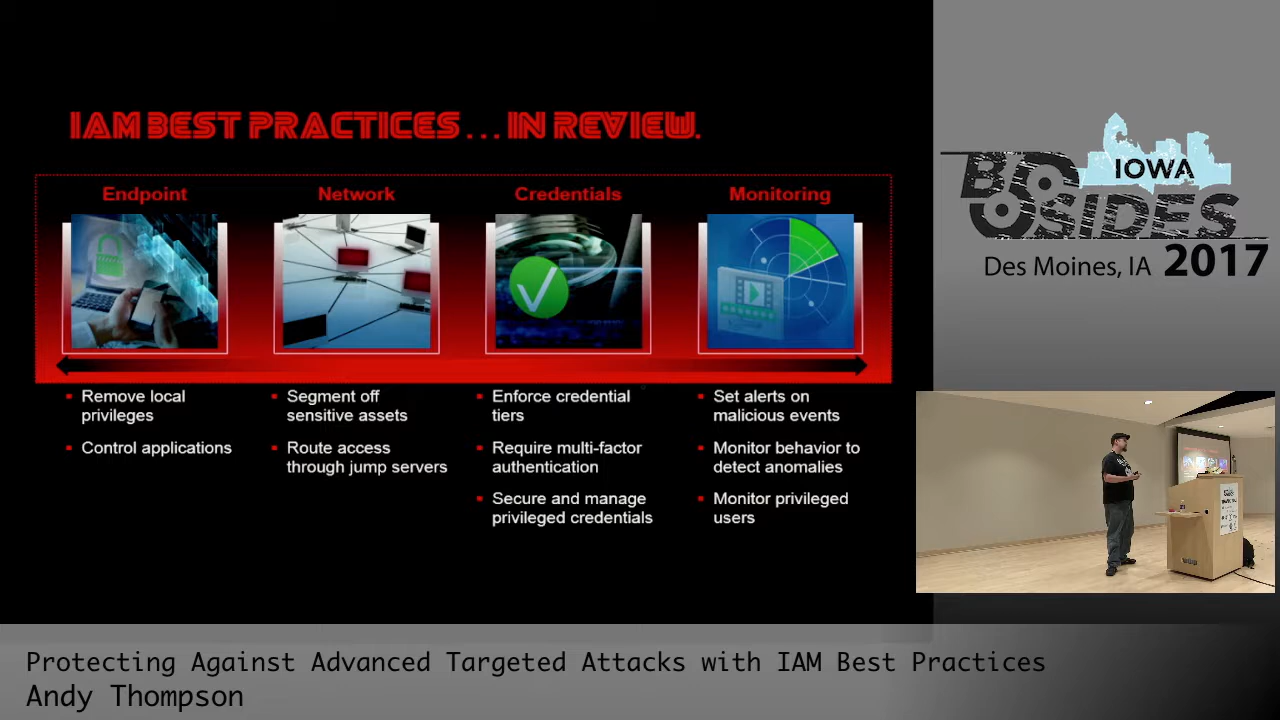 IAM BEST PRACTICES... IN REVIEW.
Endpoint
Network
Credentials
Monitoring
Remove local
privileges
Control applications
Segment off
sensitive assets
Route access
through jump servers
Enforce credential
tiers
Require multi-factor
authentication
Secure and manage
privileged credentials
Set alerts on
malicious events
Monitor behavior to
detect anomalies
Monitor privileged
users
IOWA
BSIDES
Des Moines, IA 2017
Protecting Against Advanced Targeted Attacks with IAM Best Practices
Andy Thompson